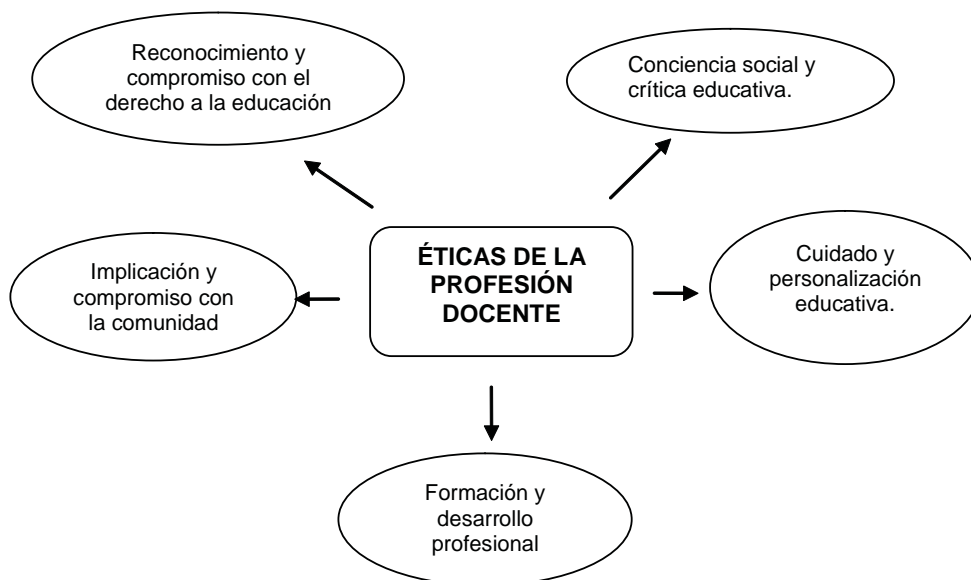 Reconocimiento y
compromiso con el
derecho a la educación
Conciencia social y
crítica educativa.
ÉTICAS DE LA
PROFESIÓN
DOCENTE
Implicación y
compromiso con
la comunidad
Cuidado y
personalización
educativa.
Formación y
desarrollo
profesional